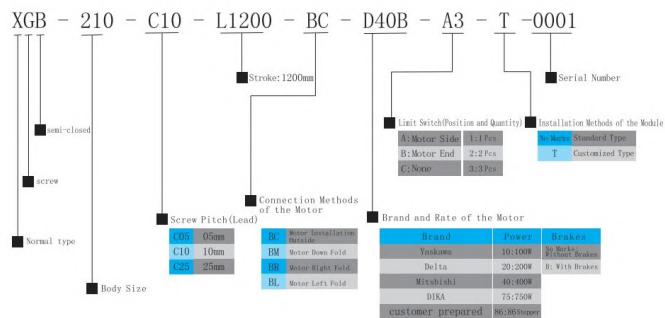 XGB - 210 - C10 - L1200 - BC - D40B - A3 - T -0001
Stroke:1200mm
Serial Number
semi-closed
Limit Switch(Position and Quantity)
Installation Methods of the Module
A:Motor Side 1:1Pcs
B:Motor End 2:2Pcs
C:None 3:3Pcs
No Marks Standard Type
T Customized Type
screw
Connection Methods
of the Motor
Screw Pitch(Lead)
Brand and Rate of the Motor
Normal type
C05 05mm
C10 10mm
C25 25mm
BC Motor Installation
Outside
BM Motor Down Fold
BR Motor Right Fold
BL Motor Left Fold
Brand Power Brakes
Yaskawa 10:100W No Marks:
Without Brakes
Delta 20:200W B: With Brakes
Mitsbishi 40:400W
DIKA 75:750W
customer prepared 86:86Stepper
Body Size